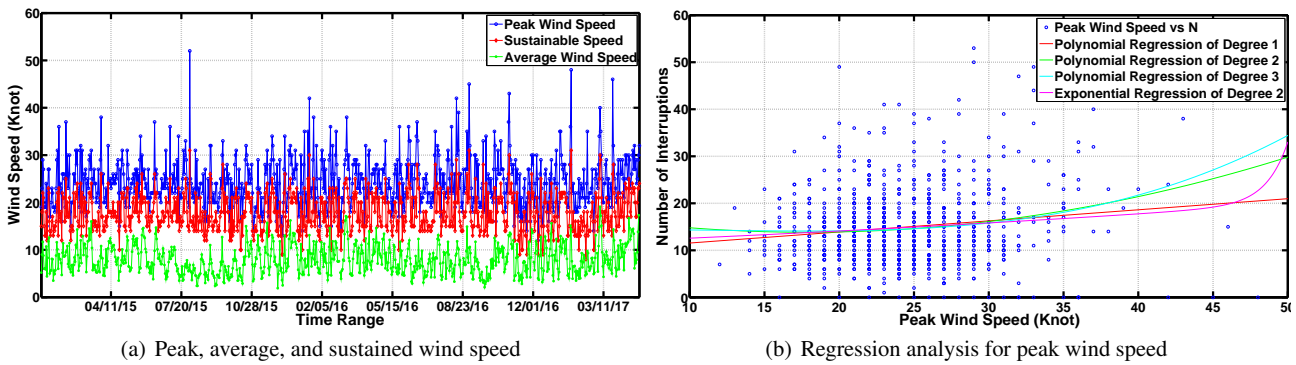 60
50
40
30
20
10
0
Wind Speed (Knot)
Peak Wind Speed
Sustainable Speed
Average Wind Speed
04/11/15 07/20/15 10/28/15 02/05/16 05/15/16 08/23/16 12/01/16 03/11/17
Time Range
(a) Peak, average, and sustained wind speed
60
50
40
30
20
10
0
Number of Interruptions
Peak Wind Speed vs N
Polynomial Regression of Degree 1
Polynomial Regression of Degree 2
Polynomial Regression of Degree 3
Exponential Regression of Degree 2
10 15 20 25 30 35 40 45 50
Peak Wind Speed (Knot)
(b) Regression analysis for peak wind speed